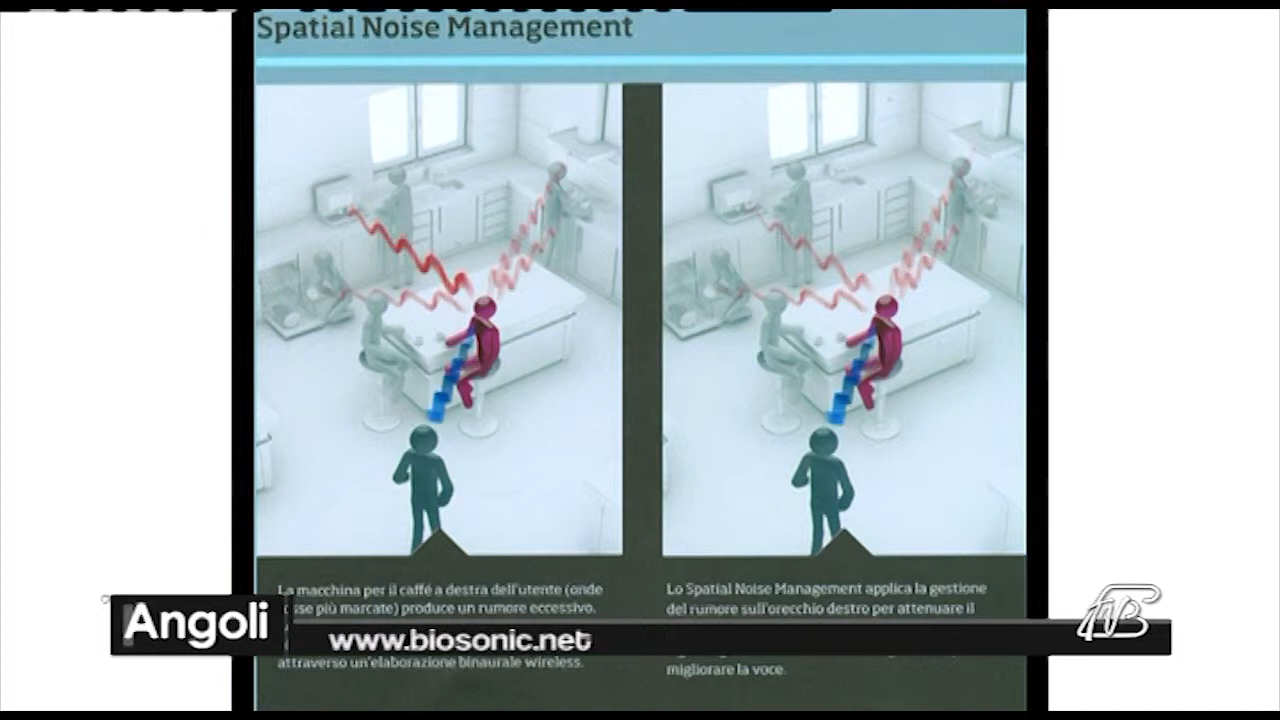 Spatial Noise Management
La macchina per il caffé a destra dell'utente (onde
più marcate) produce un rumore eccessivo.
attraverso un'elaborazione binaurale wireless.
Lo Spatial Noise Management applica la gestione
del rumore sull'orecchio destro per attenuare il
migliorare la voce.
Angoli
www.biosonic.net